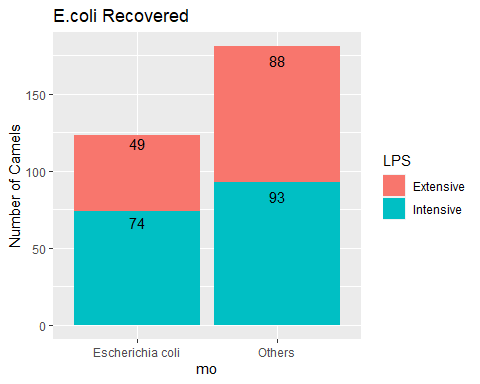 E.coli Recovered
Number of Camels
150
100
50
0
49
74
88
93
Escherichia coli
Others
mo
LPS
Extensive
Intensive